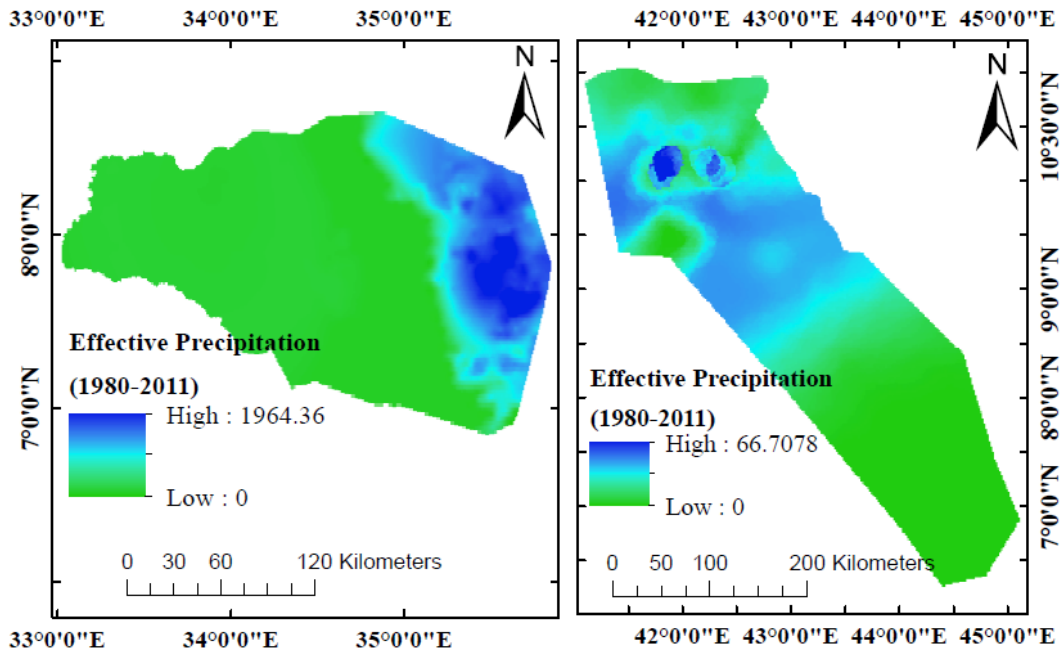 33°0'0"E 34°0'0"E 35°0'0"E
42°0'0"E 43°0'0"E 44°0'0"E 45°0'0"E
N
8°0'0"N
7°0'0"N
Effective Precipitation
(1980-2011)
High : 1964.36
Low : 0
0 30 60 120 Kilometers
33°0'0"E 34°0'0"E 35°0'0"E
N
10°30'0"N
9°0'0"N
8°0'0"N
7°0'0"N
Effective Precipitation
(1980-2011)
High : 66.7078
Low : 0
0 50 100 200 Kilometers
42°0'0"E 43°0'0"E 44°0'0"E 45°0'0"E